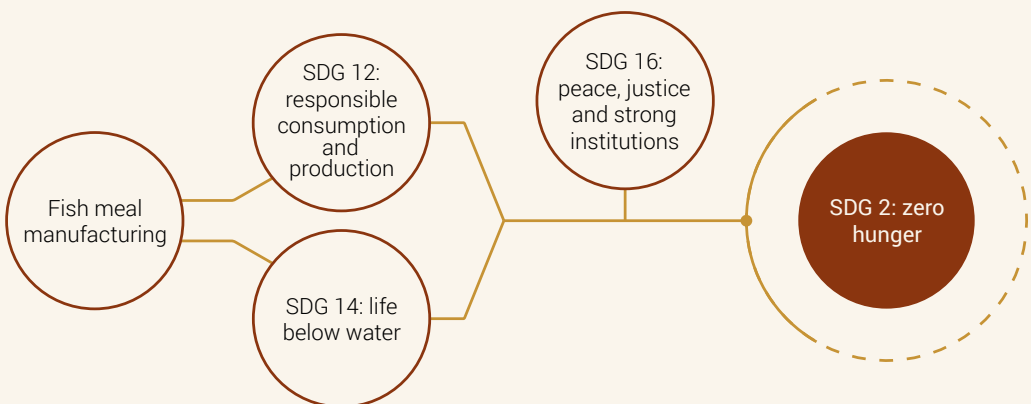 Fish meal
manufacturing
SDG 12:
responsible
consumption
and
production
SDG 14: life
below water
SDG 16:
peace, justice
and strong
institutions
SDG 2: zero
hunger